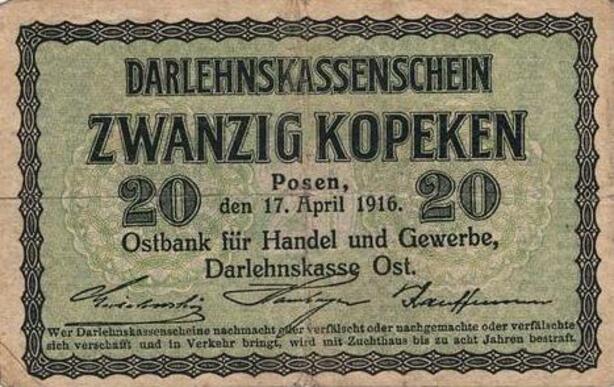 DARLEHNSKASSENSCHEIN
ZWANZIG KOPEKEN
20 Posen, 20
den 17. April 1916.
Ostbank für Handel und Gewerbe,
Darlehnskasse Ost.
Kauffmann
Wer Darlehnskassenscheine nachmacht oder verfälscht oder nachgemachte oder verfälschte
sich verschafft und in Verkehr bringt, wird mit Zuchthaus bis zu acht Jahren bestraft.